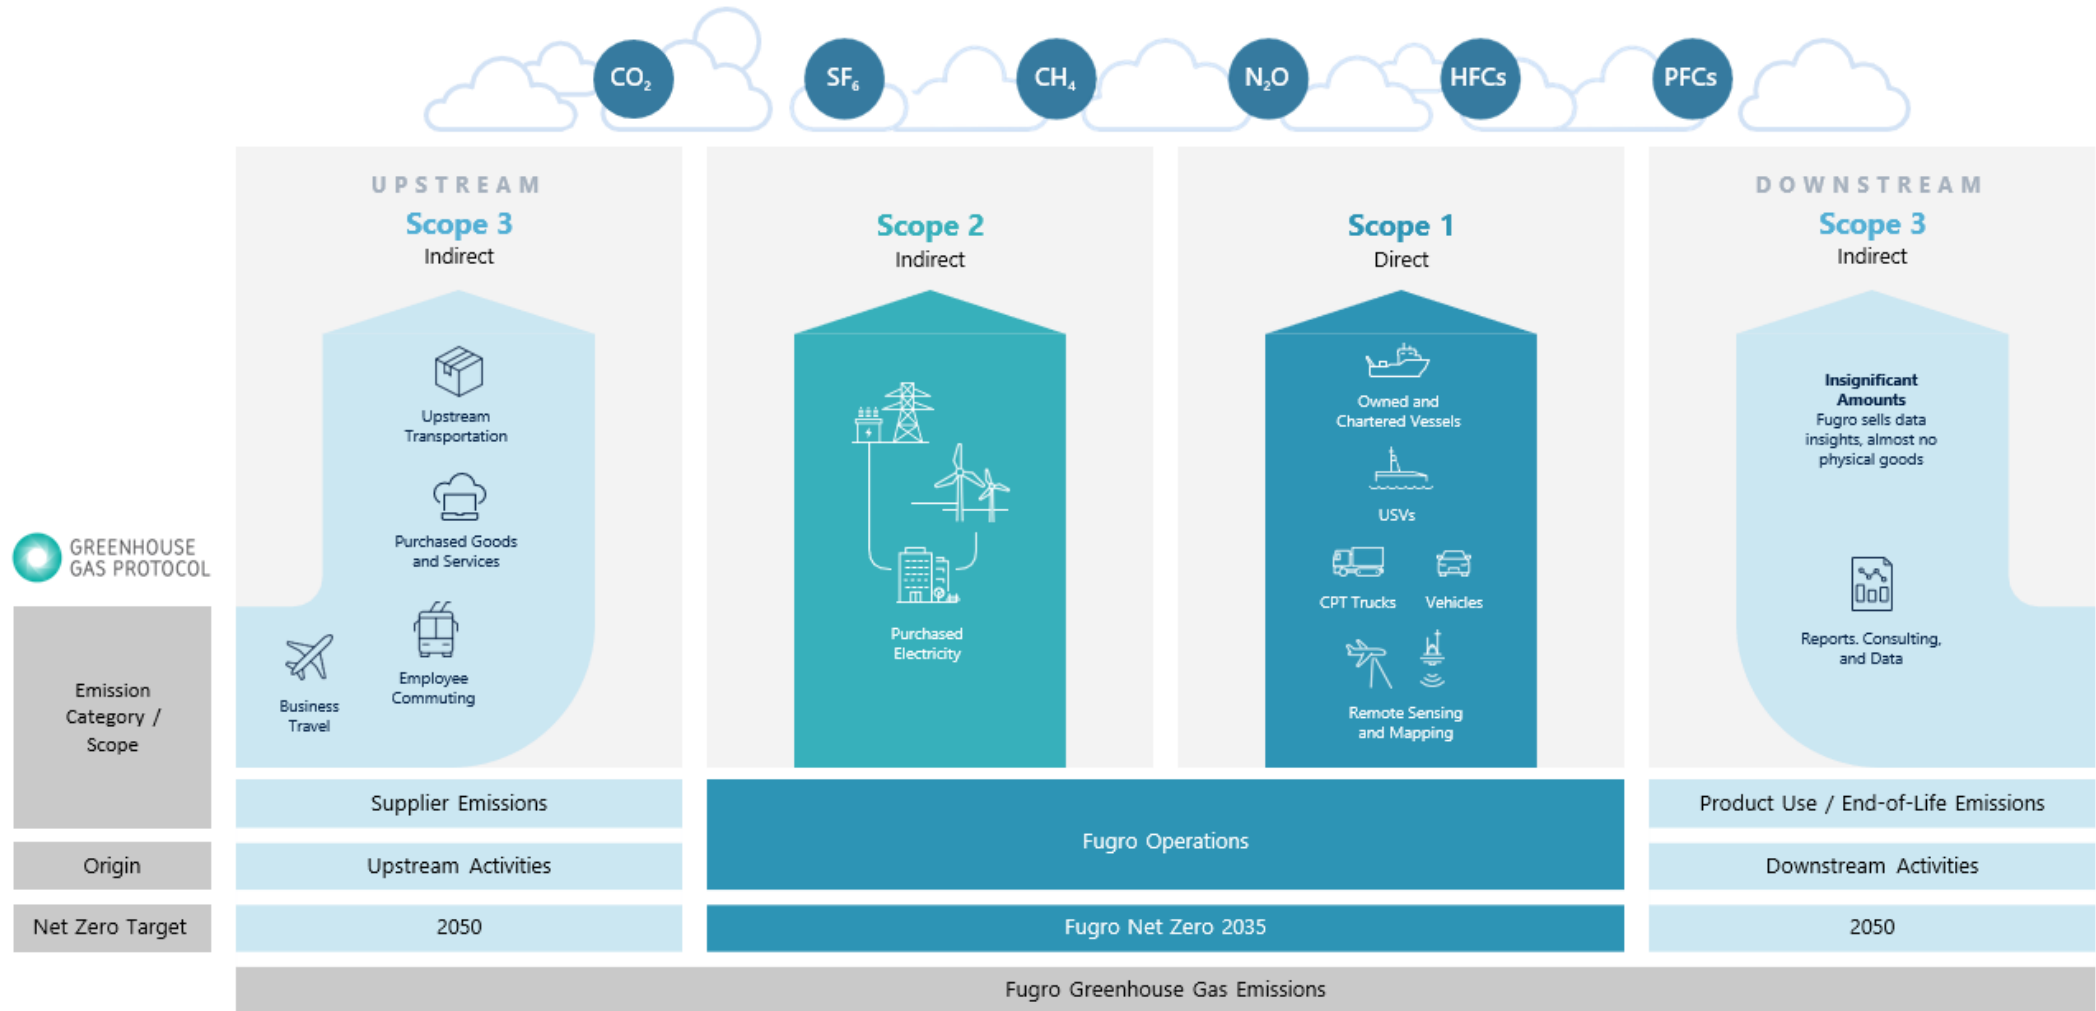 CO₂
SF₆
CH₄
N₂O
HFCs
PFCs
UPSTREAM
Scope 3
Indirect
Upstream
Transportation
Purchased Goods
and Services
Employee
Commuting
Business
Travel
Scope 2
Indirect
Purchased
Electricity
Scope 1
Direct
Owned and
Chartered Vessels
USVs
CPT Trucks
Vehicles
Remote Sensing
and Mapping
DOWNSTREAM
Scope 3
Indirect
Insignificant
Amounts
Fugro sells data
insights, almost no
physical goods
Reports. Consulting,
and Data
GREENHOUSE
GAS PROTOCOL
Emission
Category /
Scope
Supplier Emissions
Fugro Operations
Product Use / End-of-Life Emissions
Origin
Upstream Activities
Downstream Activities
Net Zero Target
2050
Fugro Net Zero 2035
2050
Fugro Greenhouse Gas Emissions